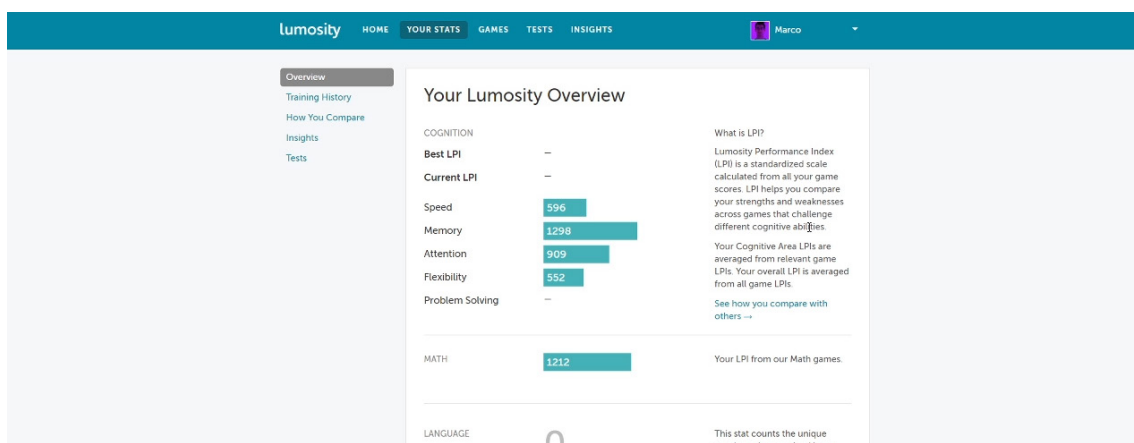 lumosity HOME YOUR STATS GAMES TESTS INSIGHTS Marco
Overview
Training History
How You Compare
Insights
Tests
Your Lumosity Overview
COGNITION
Best LPI –
Current LPI –
Speed 596
Memory 1298
Attention 909
Flexibility 552
Problem Solving –
What is LPI?
Lumosity Performance Index
(LPI) is a standardized scale
calculated from all your game
scores. LPI helps you compare
your strengths and weaknesses
across games that challenge
different cognitive abilities.
Your Cognitive Area LPIs are
averaged from relevant game
LPIs. Your overall LPI is averaged
from all game LPIs.
See how you compare with
others →
MATH 1212
Your LPI from our Math games.
LANGUAGE 0
This stat counts the unique